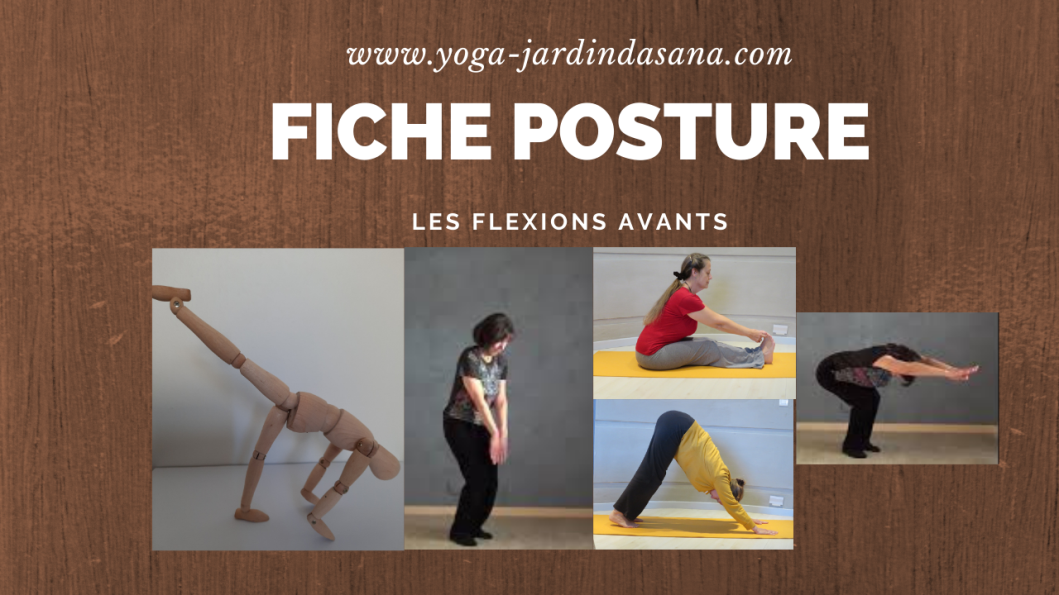 www.yoga-jardindasana.com
FICHE POSTURE
LES FLEXIONS AVANTS